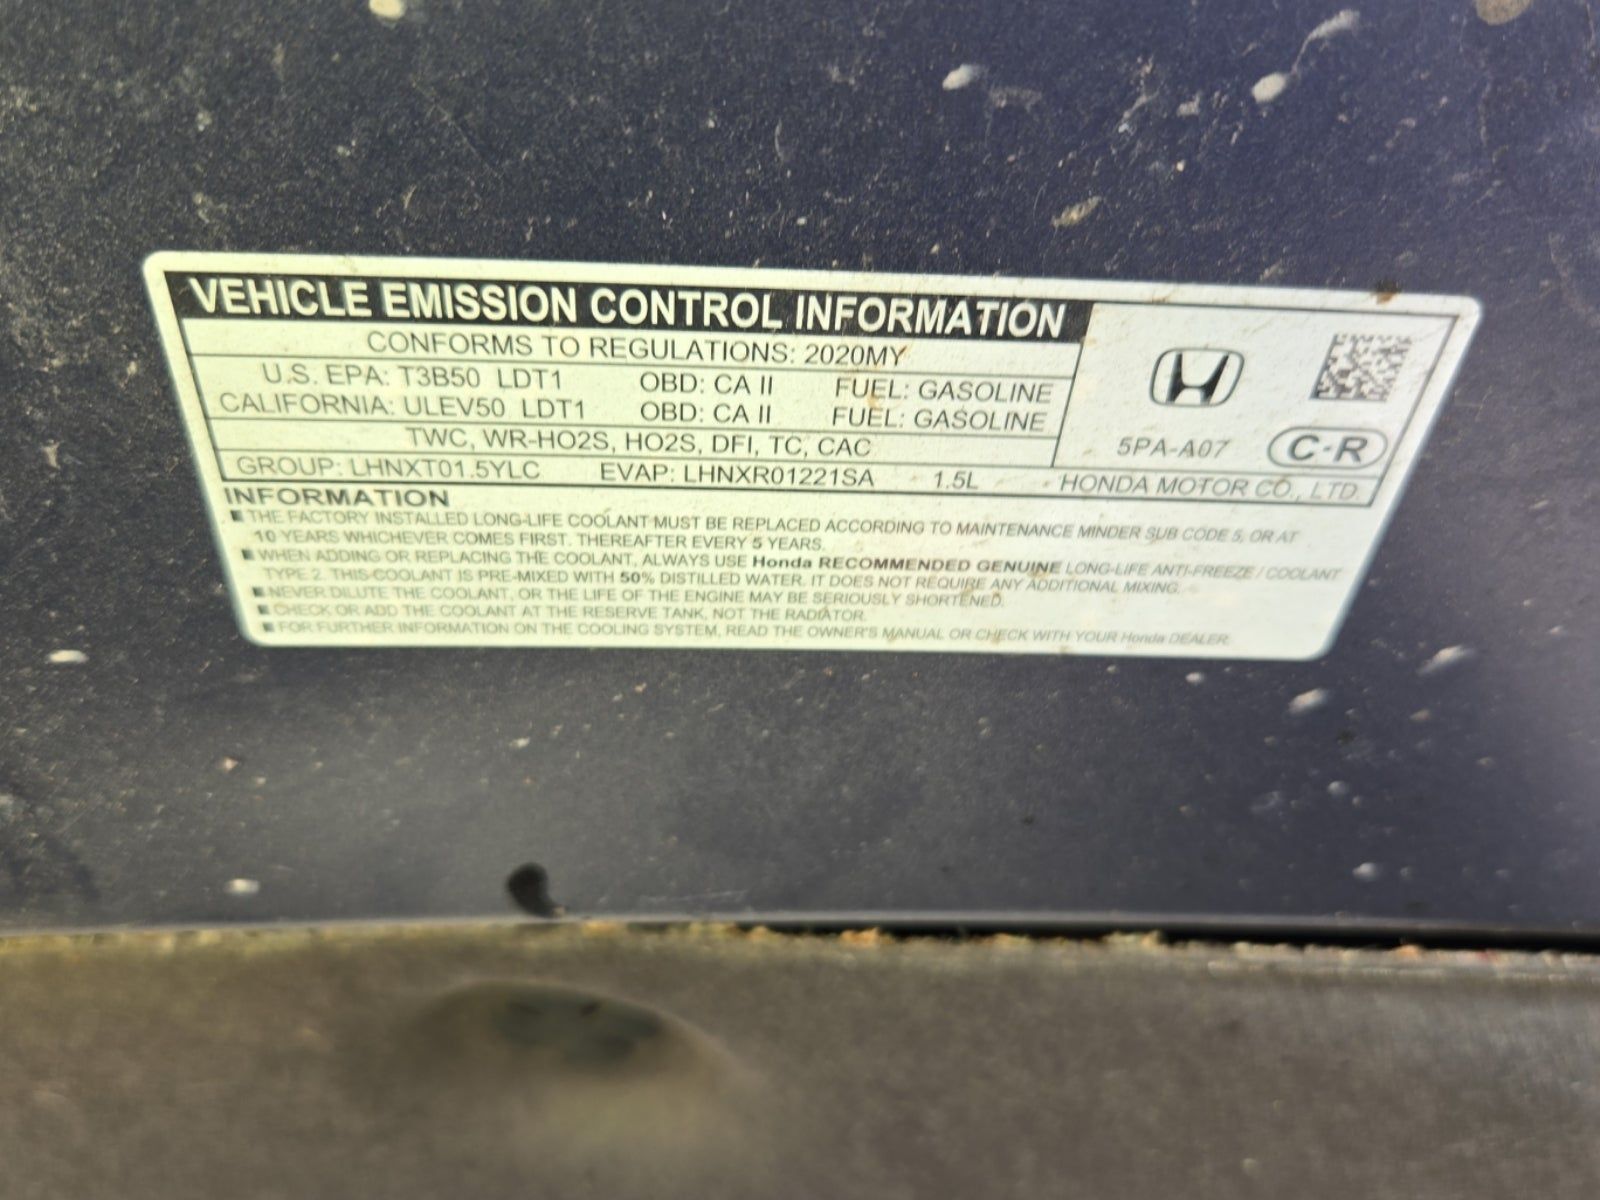 VEHICLE EMISSION CONTROL INFORMATION
CONFORMS TO REGULATIONS: 2020MY
U.S. EPA: T3B50 LDT1 OBD: CA II FUEL: GASOLINE
CALIFORNIA: ULEV50 LDT1 OBD: CA II FUEL: GASOLINE
TWC, WR-HO2S, HO2S, DFI, TC, CAC
5PA-A07 C-R
GROUP: LHNXT01.5YLC EVAP: LHNXR01221SA 1.5L HONDA MOTOR CO., LTD.
INFORMATION
■ THE FACTORY INSTALLED LONG-LIFE COOLANT MUST BE REPLACED ACCORDING TO MAINTENANCE MINDER SUB CODE 5, OR AT
10 YEARS WHICHEVER COMES FIRST. THEREAFTER EVERY 5 YEARS.
■ WHEN ADDING OR REPLACING THE COOLANT, ALWAYS USE Honda RECOMMENDED GENUINE LONG-LIFE ANTI-FREEZE / COOLANT
TYPE 2. THIS COOLANT IS PRE-MIXED WITH 50% DISTILLED WATER. IT DOES NOT REQUIRE ANY ADDITIONAL MIXING.
■ NEVER DILUTE THE COOLANT, OR THE LIFE OF THE ENGINE MAY BE SERIOUSLY SHORTENED.
■ CHECK OR ADD THE COOLANT AT THE RESERVE TANK, NOT THE RADIATOR.
■ FOR FURTHER INFORMATION ON THE COOLING SYSTEM, READ THE OWNER'S MANUAL OR CHECK WITH YOUR Honda DEALER.